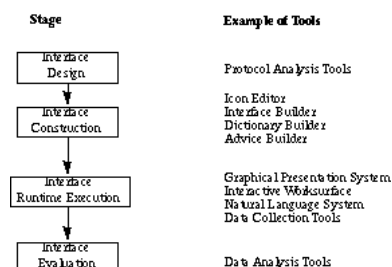 Stage
Example of Tools
Interface
Design
Protocol Analysis Tools
Interface
Construction
Icon Editor
Interface Builder
Dictionary Builder
Advice Builder
Interface
Runtime Execution
Graphical Presentation System
Interactive Worksurface
Natural Language System
Data Collection Tools
Interface
Evaluation
Data Analysis Tools